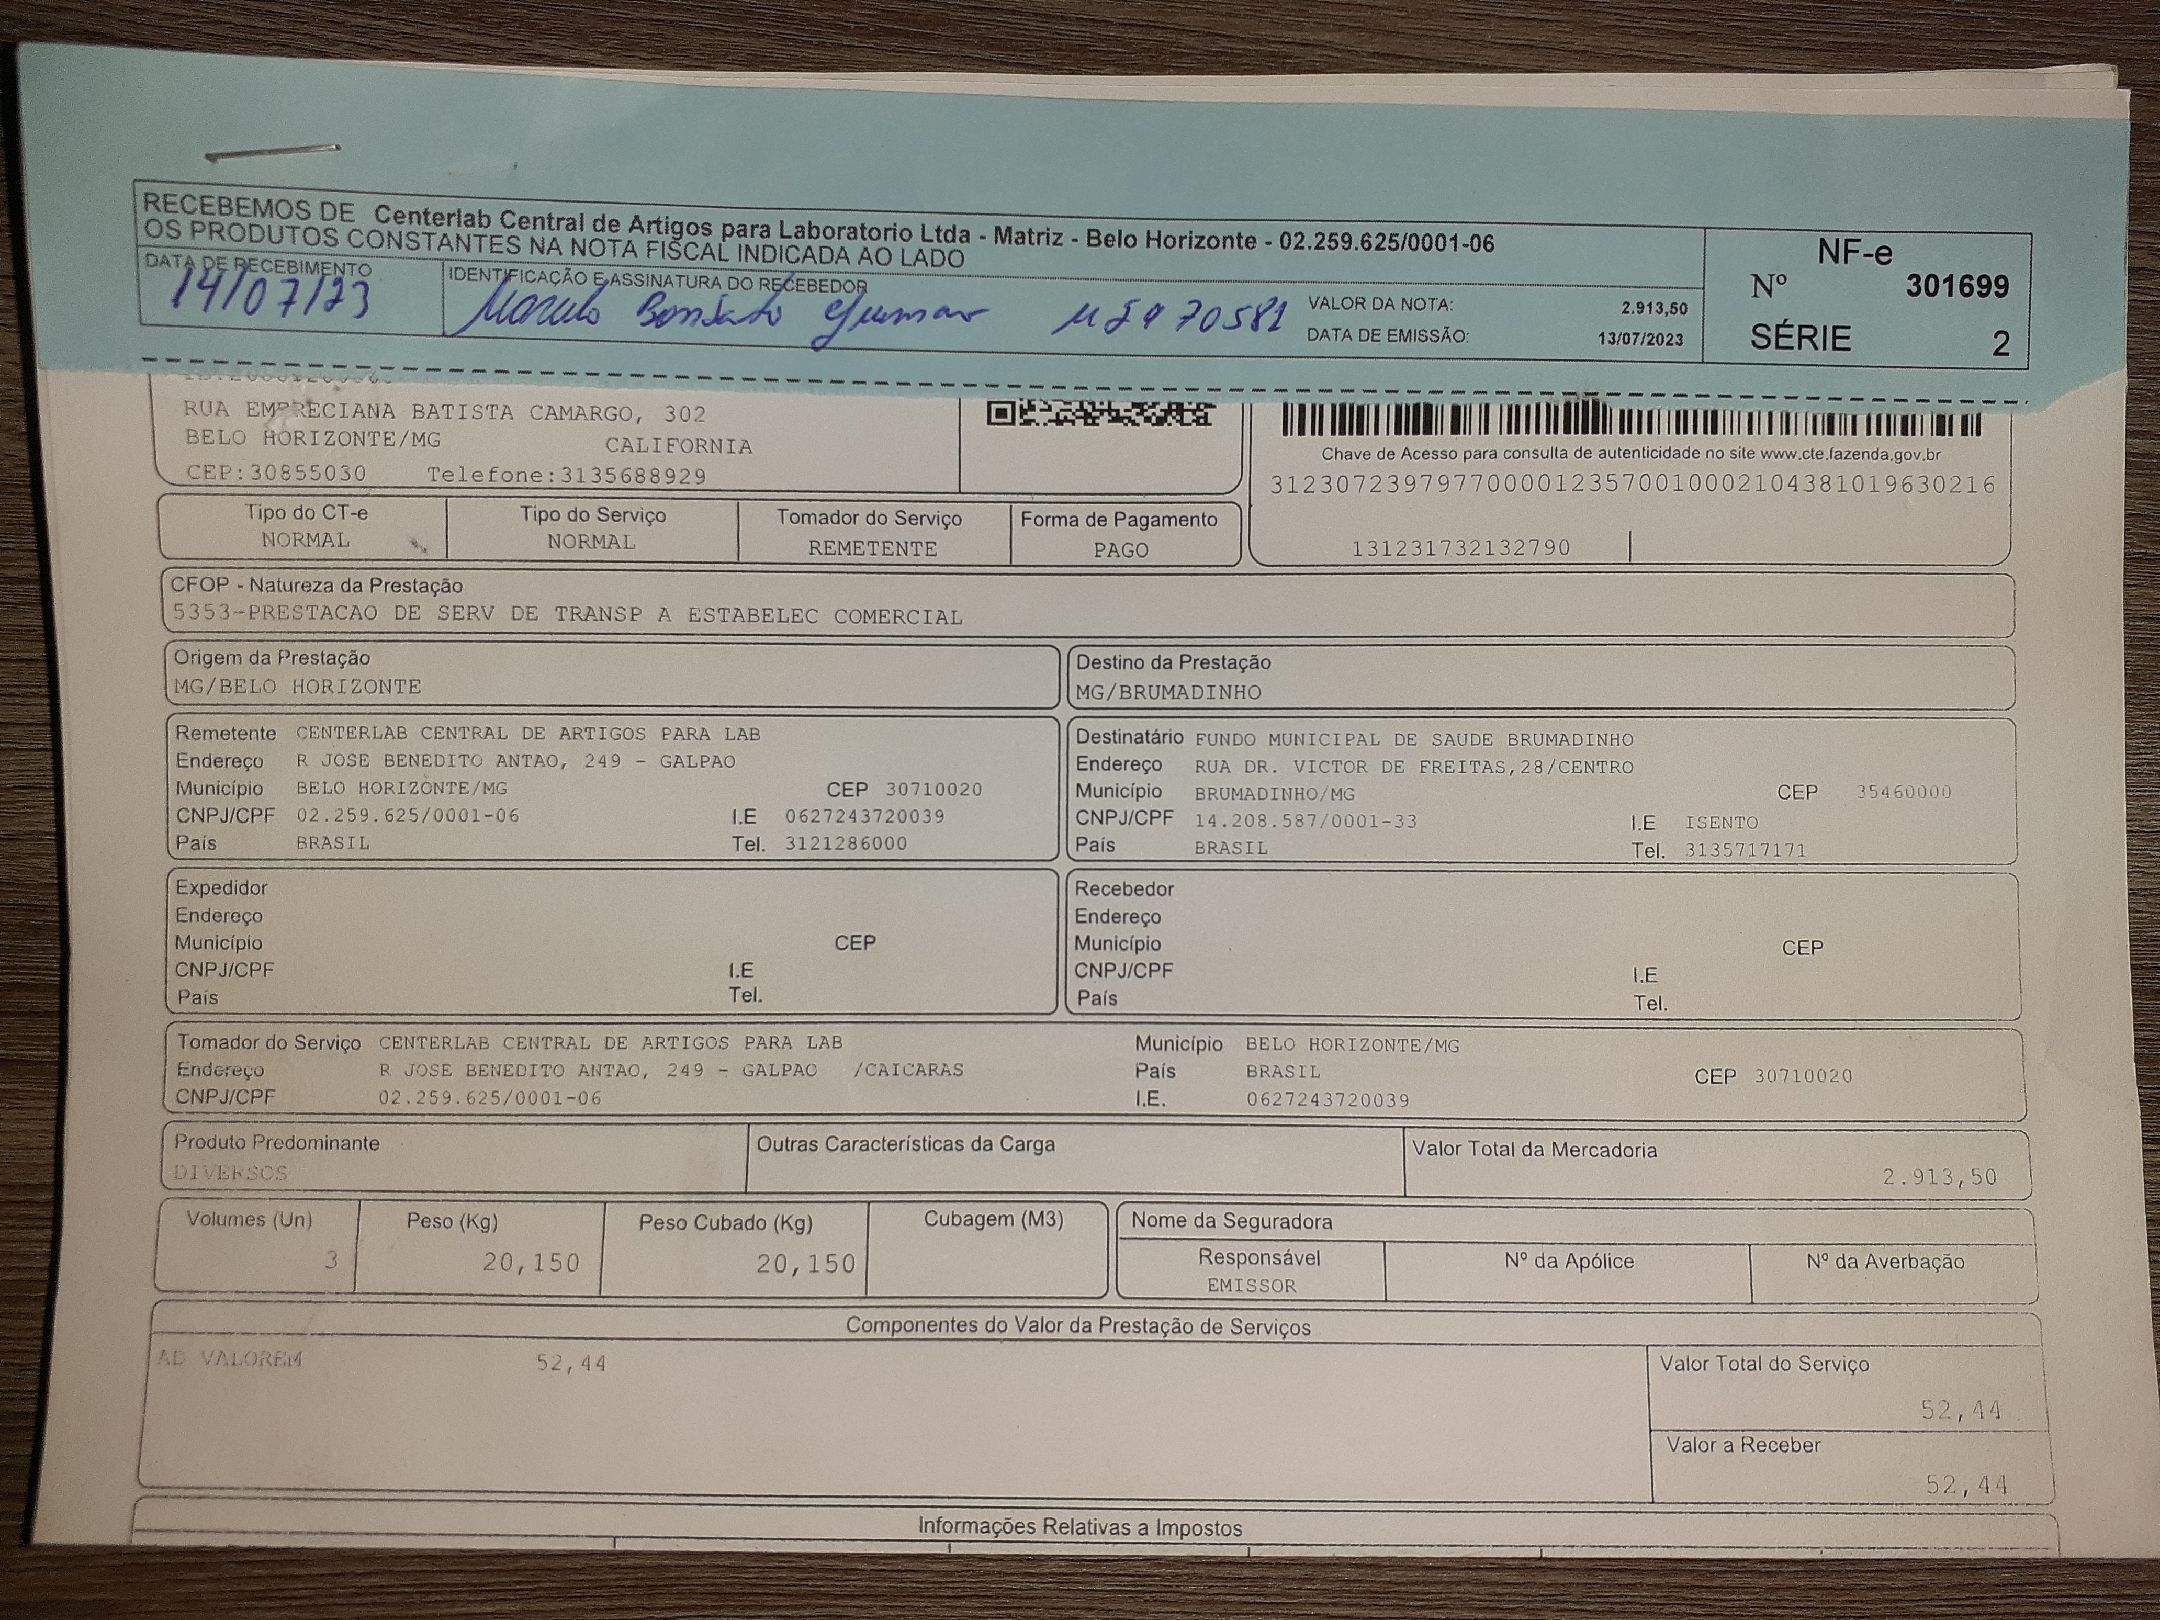 RECEBEMOS DE Centerlab Central de Artigos para Laboratorio Ltda - Matriz - Belo Horizonte - 02.259.625/0001-06
OS PRODUTOS CONSTANTES NA NOTA FISCAL INDICADA AO LADO
DATA DE RECEBIMENTO
14/07/23
IDENTIFICAÇÃO E ASSINATURA DO RECEBEDOR
VALOR DA NOTA: 2.913,50
DATA DE EMISSÃO: 13/07/2023
NF-e
Nº 301699
SÉRIE 2
RUA EMPRECIANA BATISTA CAMARGO, 302
BELO HORIZONTE/MG CALIFORNIA
CEP:30855030 Telefone:3135688929
Chave de Acesso para consulta de autenticidade no site www.cte.fazenda.gov.br
31230723979770000123570010002104381019630216
131231732132790
Tipo do CT-e
NORMAL
Tipo do Serviço
NORMAL
Tomador do Serviço
REMETENTE
Forma de Pagamento
PAGO
CFOP - Natureza da Prestação
5353-PRESTACAO DE SERV DE TRANSP A ESTABELEC COMERCIAL
Origem da Prestação
MG/BELO HORIZONTE
Destino da Prestação
MG/BRUMADINHO
Remetente CENTERLAB CENTRAL DE ARTIGOS PARA LAB
Endereço R JOSE BENEDITO ANTAO, 249 - GALPAO
Município BELO HORIZONTE/MG CEP 30710020
CNPJ/CPF 02.259.625/0001-06 I.E 0627243720039
País BRASIL Tel. 3121286000
Destinatário FUNDO MUNICIPAL DE SAUDE BRUMADINHO
Endereço RUA DR. VICTOR DE FREITAS,28/CENTRO
Município BRUMADINHO/MG CEP 35460000
CNPJ/CPF 14.208.587/0001-33 I.E ISENTO
País BRASIL Tel. 3135717171
Expedidor
Endereço
Município CEP
CNPJ/CPF I.E
País Tel.
Recebedor
Endereço
Município CEP
CNPJ/CPF I.E
País Tel.
Tomador do Serviço CENTERLAB CENTRAL DE ARTIGOS PARA LAB Município BELO HORIZONTE/MG
Endereço R JOSE BENEDITO ANTAO, 249 - GALPAO /CAICARAS País BRASIL CEP 30710020
CNPJ/CPF 02.259.625/0001-06 I.E. 0627243720039
Produto Predominante
DIVERSOS
Outras Características da Carga
Valor Total da Mercadoria
2.913,50
Volumes (Un)
3
Peso (Kg)
20,150
Peso Cubado (Kg)
20,150
Cubagem (M3)
Nome da Seguradora
Responsável
EMISSOR
Nº da Apólice
Nº da Averbação
Componentes do Valor da Prestação de Serviços
AD VALOREM 52,44
Valor Total do Serviço
52,44
Valor a Receber
52,44
Informações Relativas a Impostos